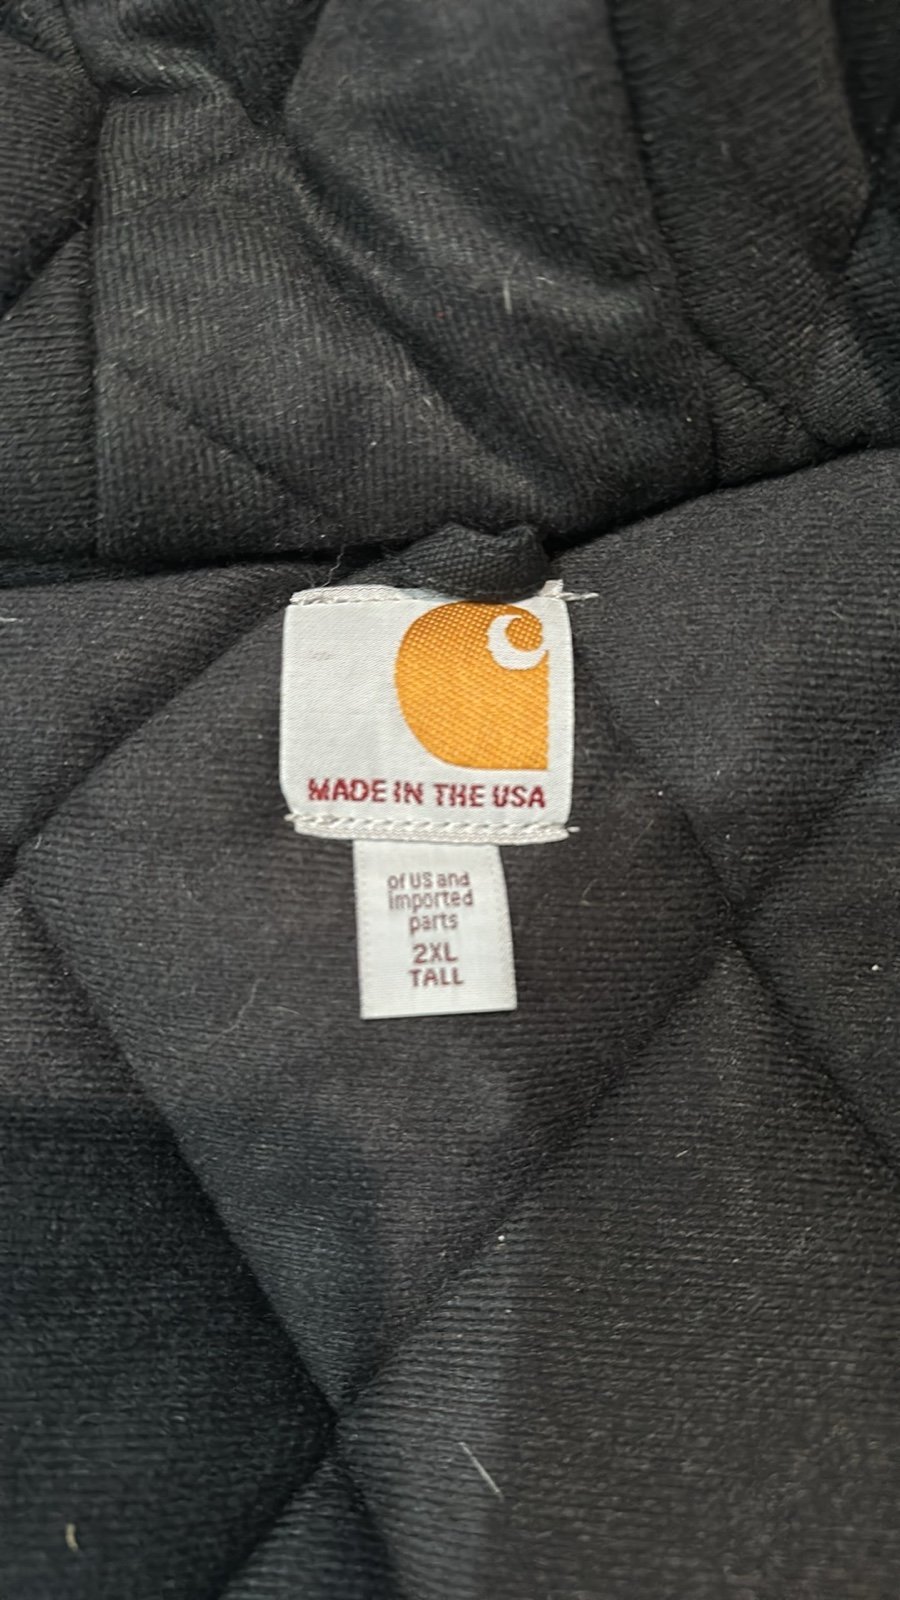 MADE IN THE USA
of US and
imported
parts
2XL
TALL